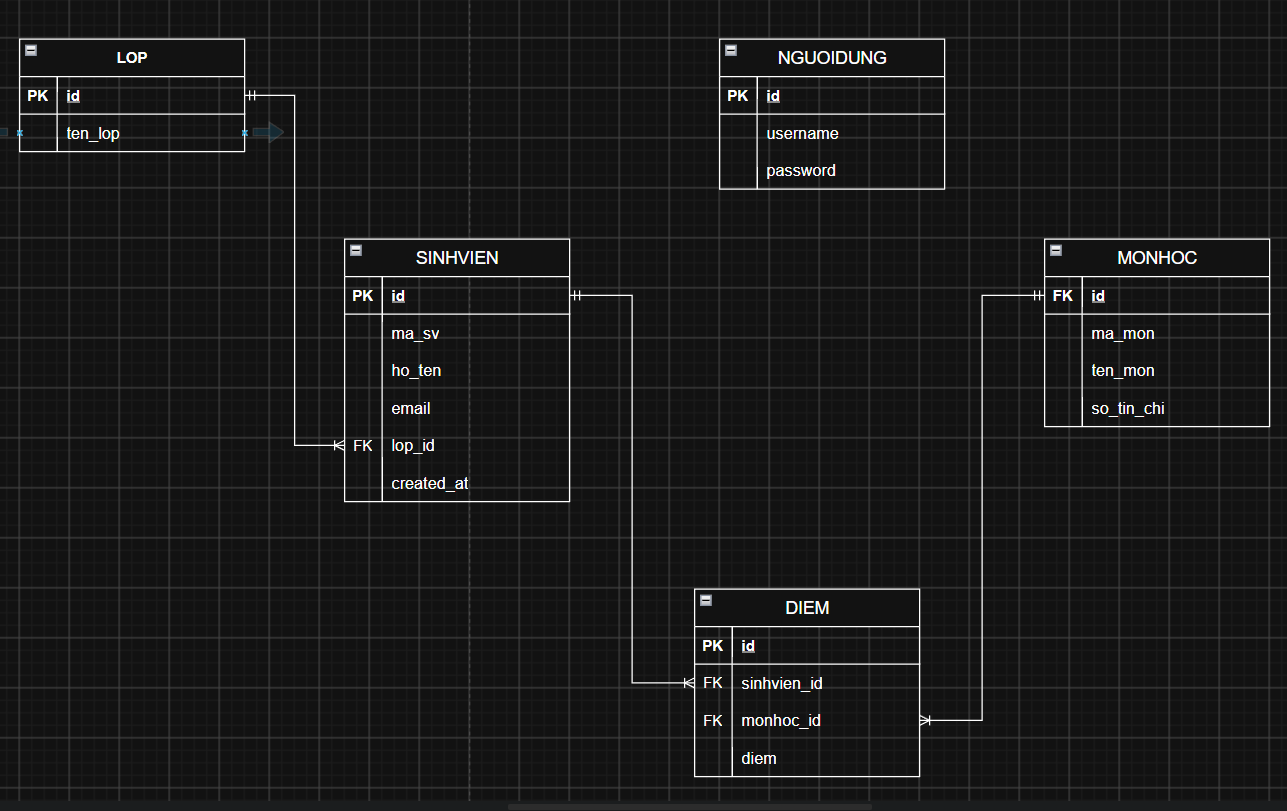 LOP
PK id
ten_lop
NGUOIDUNG
PK id
username
password
SINHVIEN
PK id
ma_sv
ho_ten
email
FK lop_id
created_at
MONHOC
FK id
ma_mon
ten_mon
so_tin_chi
DIEM
PK id
FK sinhvien_id
FK monhoc_id
diem